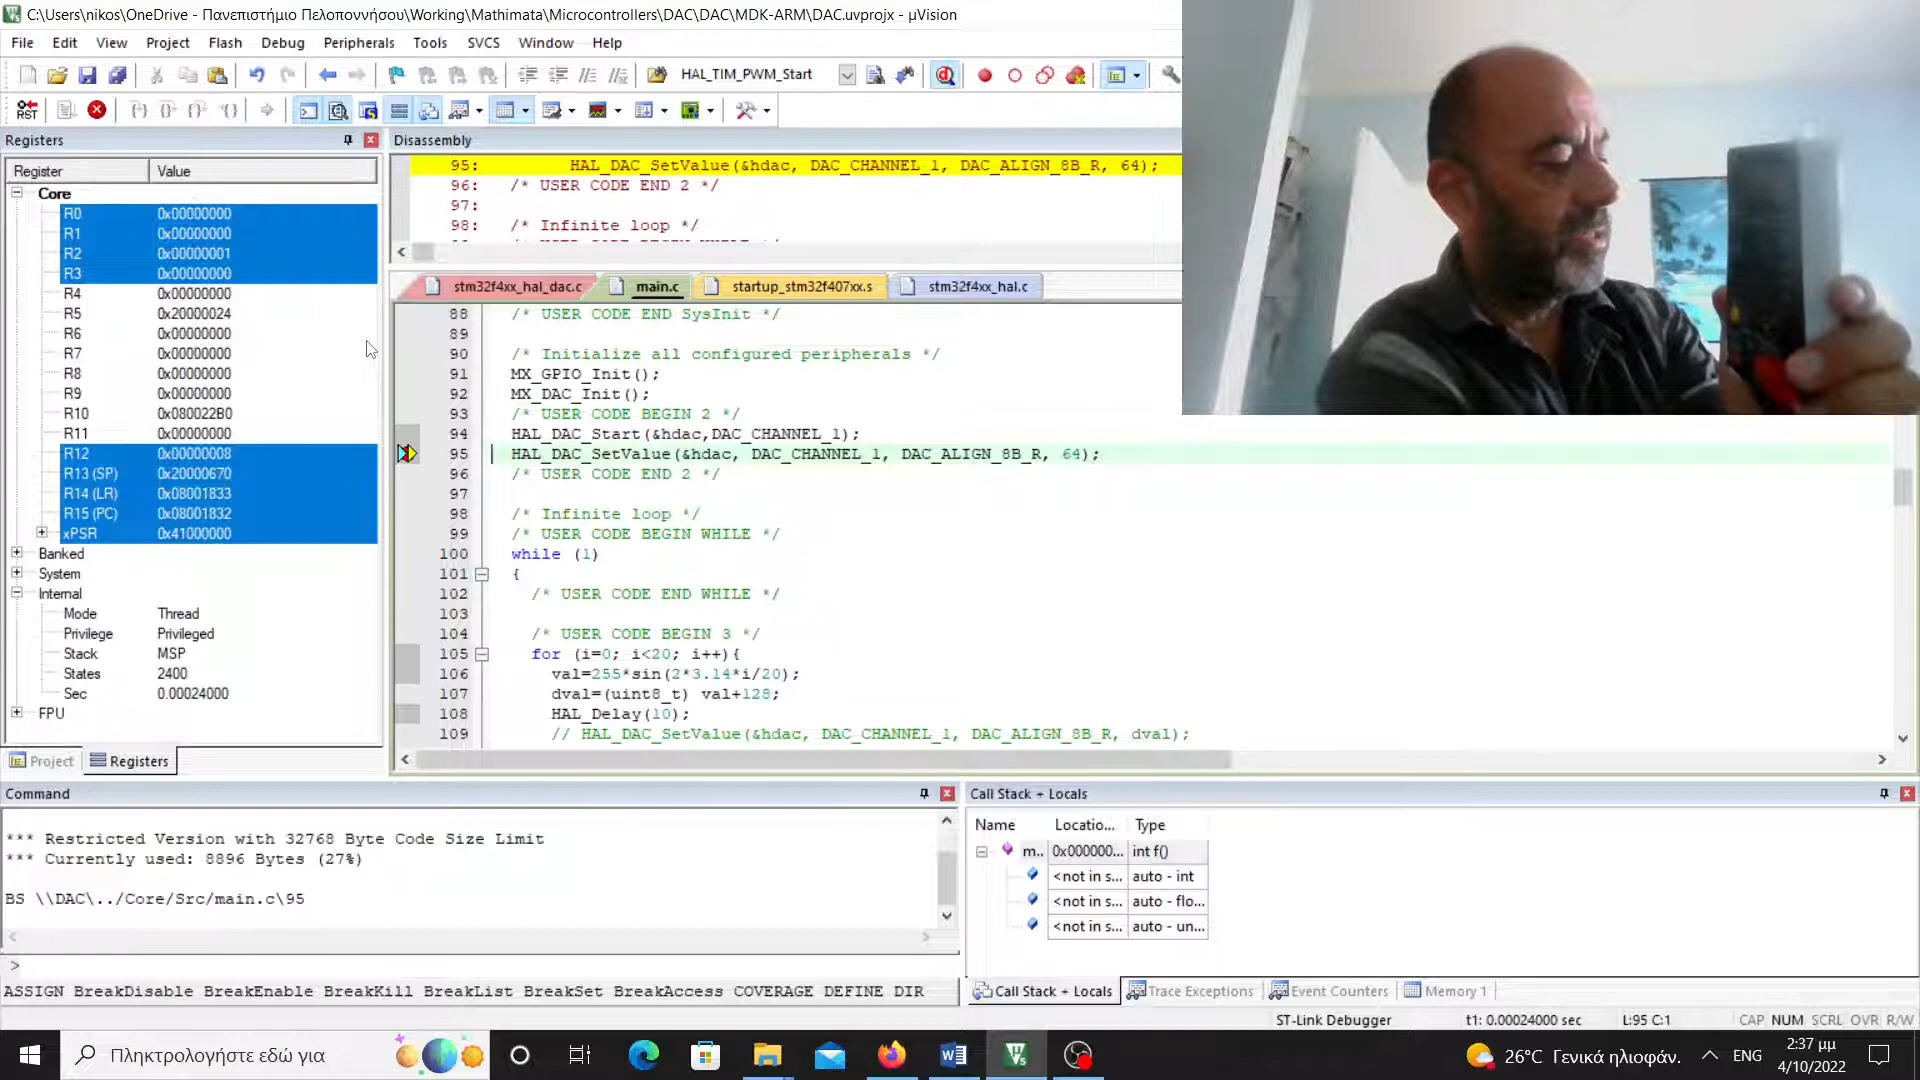 C:\Users\nikos\OneDrive - Πανεπιστήμιο Πελοποννήσου\Working\Mathimata\Microcontrollers\DAC\DAC\MDK-ARM\DAC.uvprojx - µVision
File Edit View Project Flash Debug Peripherals Tools SVCS Window Help
HAL_TIM_PWM_Start
RST
Registers
Disassembly
Register Value
95: HAL_DAC_SetValue(&hdac, DAC_CHANNEL_1, DAC_ALIGN_8B_R, 64);
96: /* USER CODE END 2 */
97:
98: /* Infinite loop */
Core
R0 0x00000000
R1 0x00000000
R2 0x00000001
R3 0x00000000
R4 0x00000000
R5 0x20000024
R6 0x00000000
R7 0x00000000
R8 0x00000000
R9 0x00000000
R10 0x080022B0
R11 0x00000000
R12 0x00000008
R13 (SP) 0x20000670
R14 (LR) 0x08001833
R15 (PC) 0x08001832
xPSR 0x41000000
Banked
System
Internal
Mode Thread
Privilege Privileged
Stack MSP
States 2400
Sec 0.00024000
FPU
Project Registers
stm32f4xx_hal_dac.c main.c startup_stm32f407xx.s stm32f4xx_hal.c
88 /* USER CODE END SysInit */
89
90 /* Initialize all configured peripherals */
91 MX_GPIO_Init();
92 MX_DAC_Init();
93 /* USER CODE BEGIN 2 */
94 HAL_DAC_Start(&hdac,DAC_CHANNEL_1);
95 HAL_DAC_SetValue(&hdac, DAC_CHANNEL_1, DAC_ALIGN_8B_R, 64);
96 /* USER CODE END 2 */
97
98 /* Infinite loop */
99 /* USER CODE BEGIN WHILE */
100 while (1)
101 {
102 /* USER CODE END WHILE */
103
104 /* USER CODE BEGIN 3 */
105 for (i=0; i<20; i++){
106 val=255*sin(2*3.14*i/20);
107 dval=(uint8_t) val+128;
108 HAL_Delay(10);
109 // HAL_DAC_SetValue(&hdac, DAC_CHANNEL_1, DAC_ALIGN_8B_R, dval);
Command
*** Restricted Version with 32768 Byte Code Size Limit
*** Currently used: 8896 Bytes (27%)
BS \\DAC\../Core/Src/main.c\95
>
ASSIGN BreakDisable BreakEnable BreakKill BreakList BreakSet BreakAccess COVERAGE DEFINE DIR
Call Stack + Locals
Name Locatio... Type
m.. 0x000000... int f()
<not in s... auto - int
<not in s... auto - flo...
<not in s... auto - un...
Call Stack + Locals Trace Exceptions Event Counters Memory 1
ST-Link Debugger t1: 0.00024000 sec L:95 C:1 CAP NUM SCRL OVR R/W
Πληκτρολογήστε εδώ για
26°C Γενικά ηλιοφάν. ENG
2:37 μμ
4/10/2022